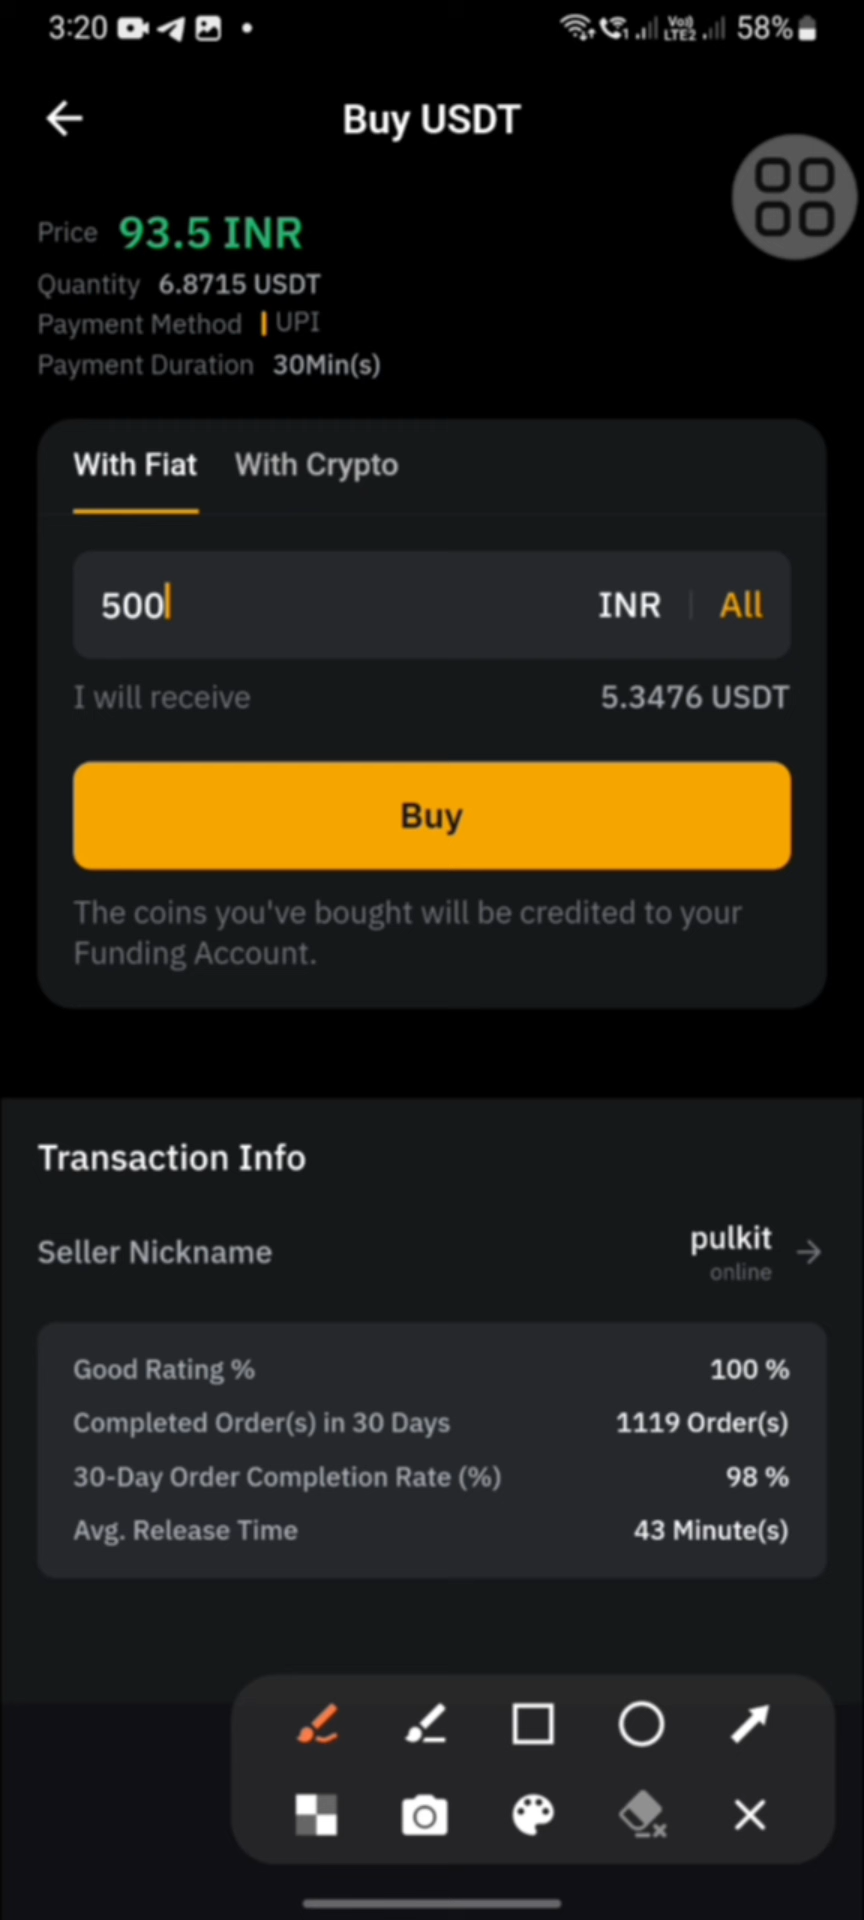 3:20
Vo)) LTE2
58%
Buy USDT
Price 93.5 INR
Quantity 6.8715 USDT
Payment Method UPI
Payment Duration 30Min(s)
With Fiat With Crypto
500 INR All
I will receive 5.3476 USDT
Buy
The coins you've bought will be credited to your
Funding Account.
Transaction Info
Seller Nickname pulkit
online
Good Rating % 100 %
Completed Order(s) in 30 Days 1119 Order(s)
30-Day Order Completion Rate (%) 98 %
Avg. Release Time 43 Minute(s)